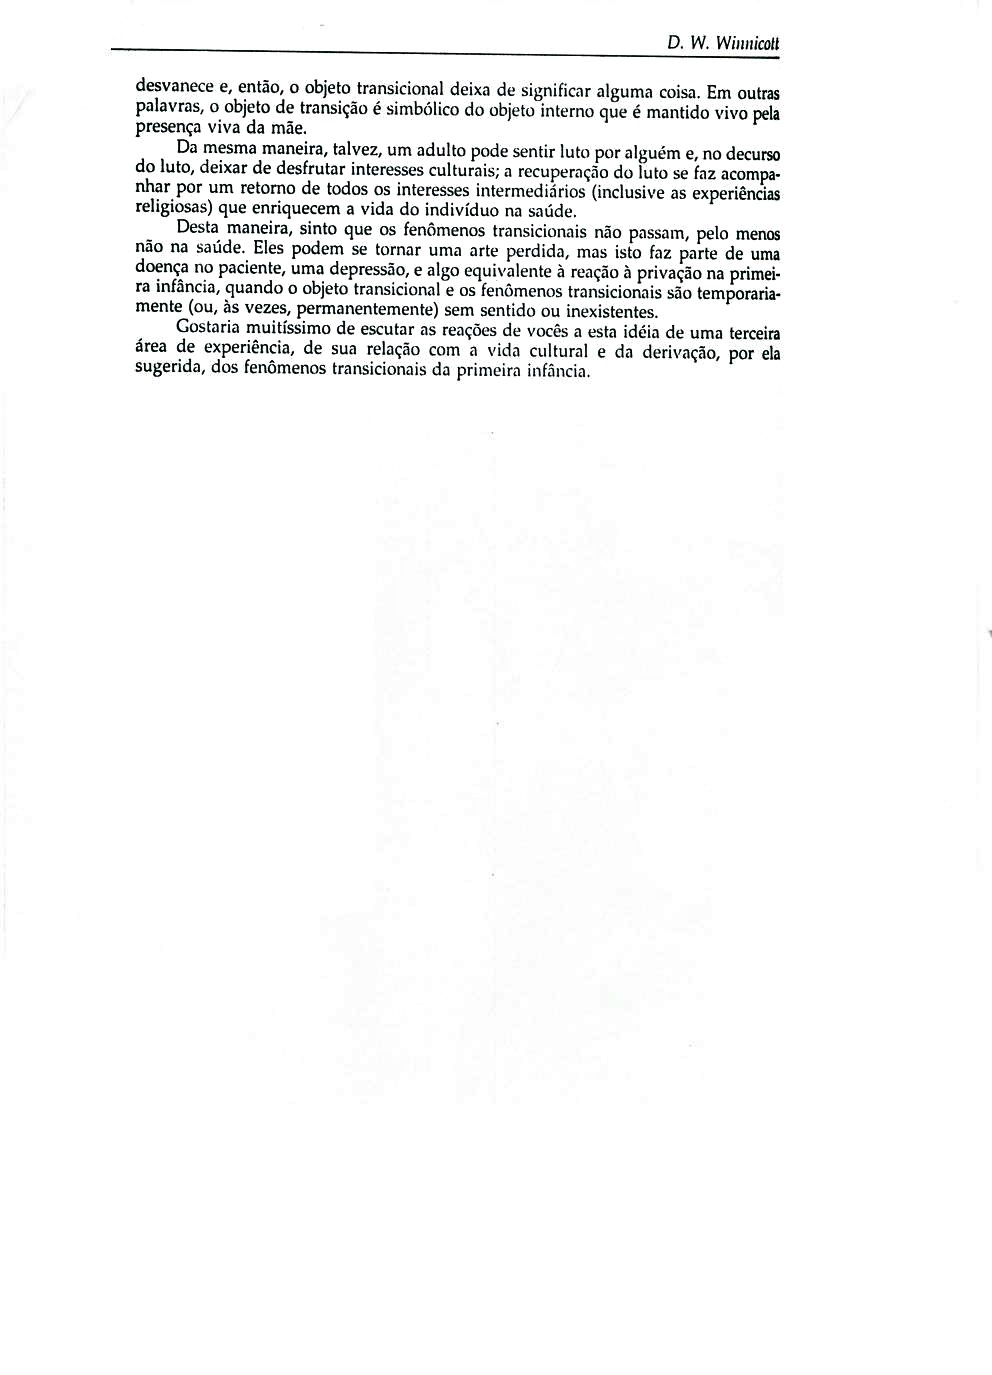 D. W. Winnicott
desvanece e, então, o objeto transicional deixa de significar alguma coisa. Em outras
palavras, o objeto de transição é simbólico do objeto interno que é mantido vivo pela
presença viva da mãe.
Da mesma maneira, talvez, um adulto pode sentir luto por alguém e, no decurso
do luto, deixar de desfrutar interesses culturais; a recuperação do luto se faz acompa-
nhar por um retorno de todos os interesses intermediários (inclusive as experiências
religiosas) que enriquecem a vida do indivíduo na saúde.
Desta maneira, sinto que os fenômenos transicionais não passam, pelo menos
não na saúde. Eles podem se tornar uma arte perdida, mas isto faz parte de uma
doença no paciente, uma depressão, e algo equivalente à reação à privação na primei-
ra infância, quando o objeto transicional e os fenômenos transicionais são temporaria-
mente (ou, às vezes, permanentemente) sem sentido ou inexistentes.
Gostaria muitíssimo de escutar as reações de vocês a esta idéia de uma terceira
área de experiência, de sua relação com a vida cultural e da derivação, por ela
sugerida, dos fenômenos transicionais da primeira infância.